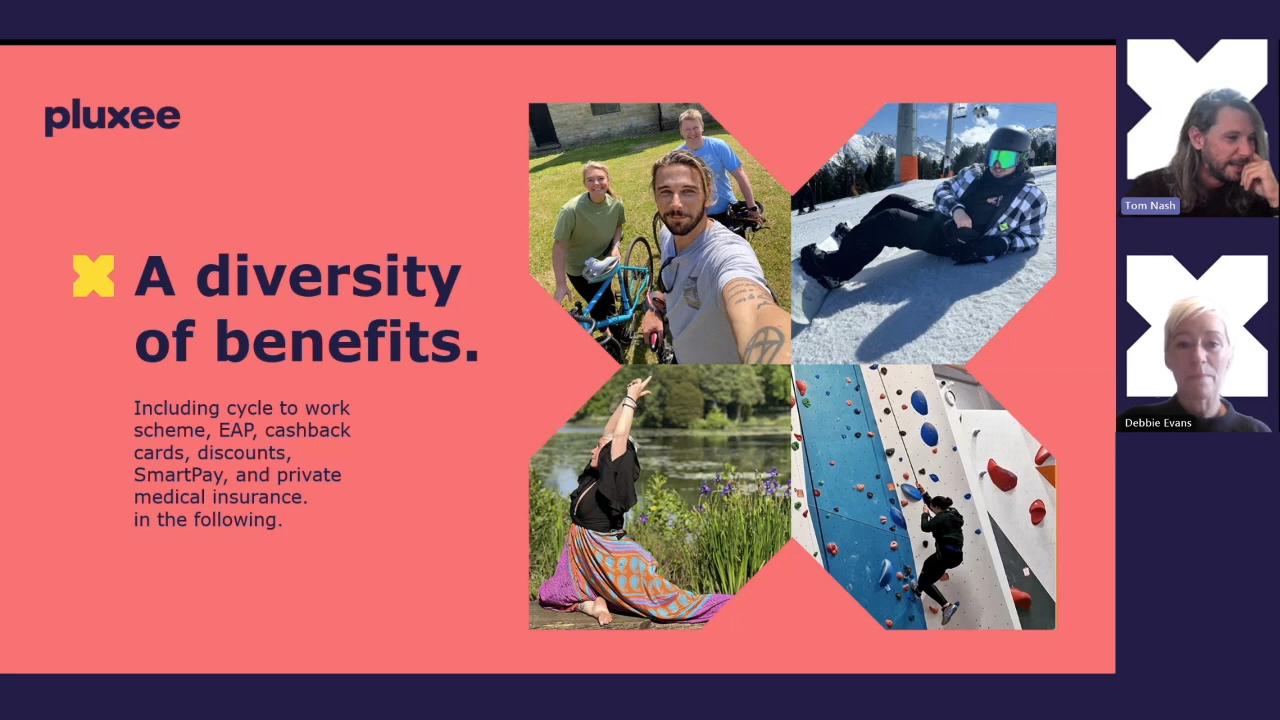 pluxee
A diversity
of benefits.
Including cycle to work
scheme, EAP, cashback
cards, discounts,
SmartPay, and private
medical insurance.
in the following.
Tom Nash
Debbie Evans